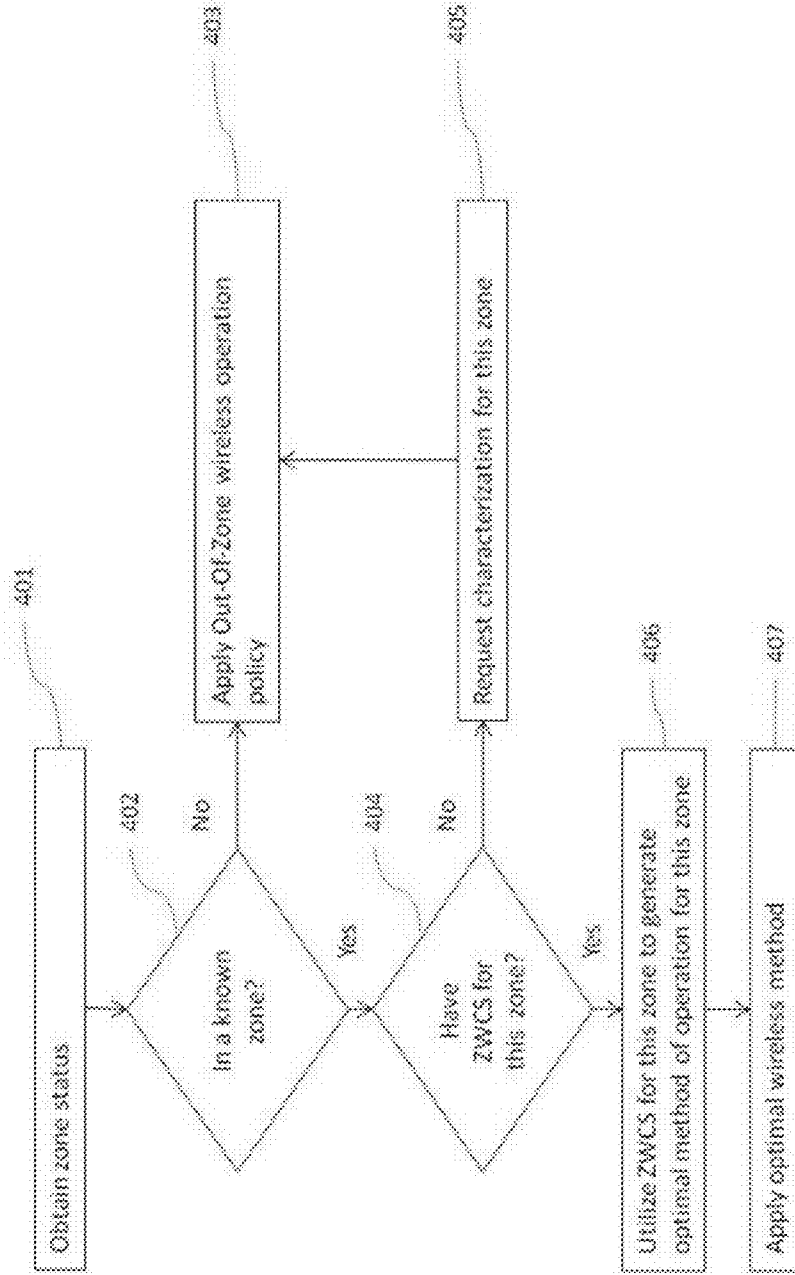 Obtain zone status
401
In a known
zone?
402
No
Yes
Apply Out-Of-Zone wireless operation
policy
403
Have
ZWCS for
this zone?
404
No
Yes
Request characterization for this zone
405
Utilize ZWCS for this zone to generate
optimal method of operation for this zone
406
Apply optimal wireless method
407